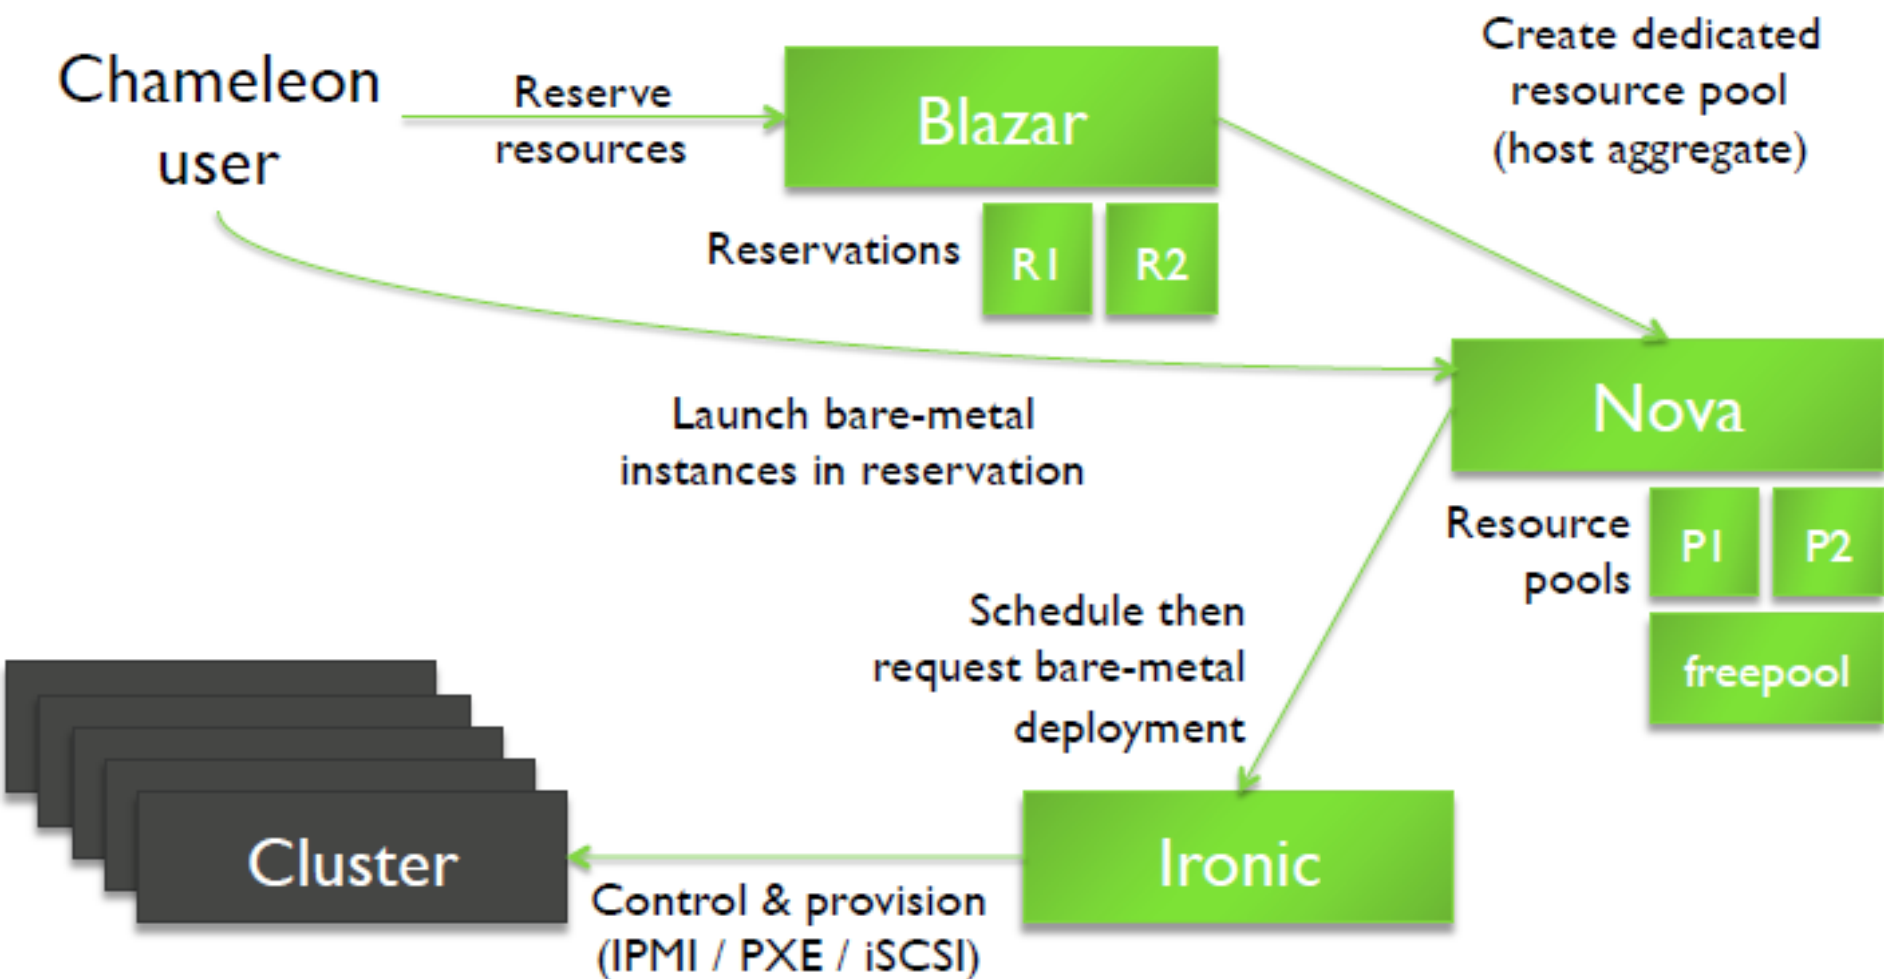 Chameleon
user
Reserve
resources
Blazar
Create dedicated
resource pool
(host aggregate)
Reservations
R1
R2
Launch bare-metal
instances in reservation
Nova
Resource
pools
P1
P2
freepool
Schedule then
request bare-metal
deployment
Cluster
Control & provision
(IPMI / PXE / iSCSI)
Ironic